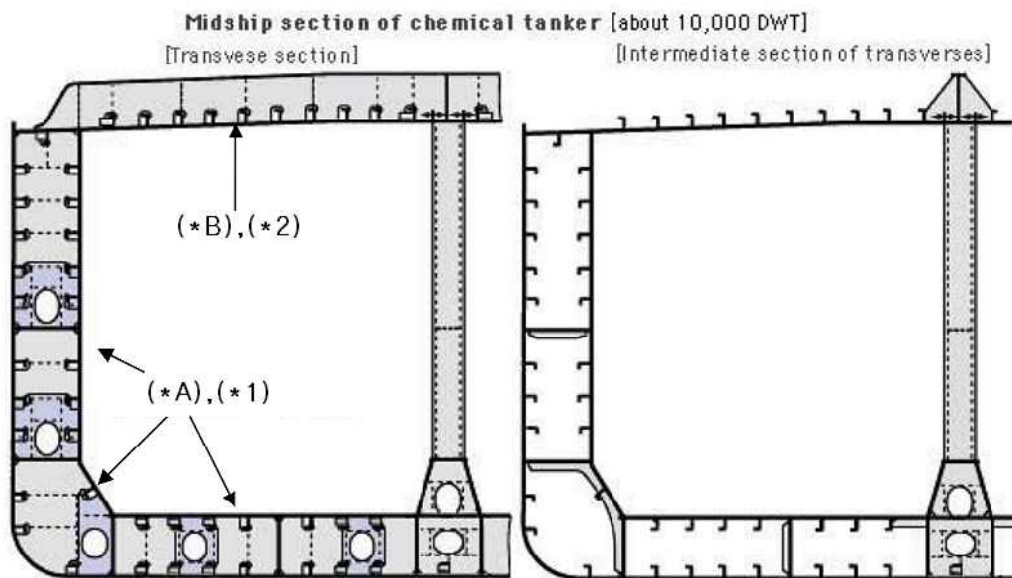 Midship section of chemical tanker [about 10,000 DWT]
[Transvese section]
[Intermediate section of transverses]
(*B),(*2)
(*A),(*1)